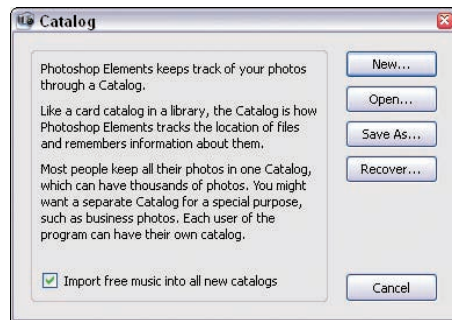 Catalog
Photoshop Elements keeps track of your photos
through a Catalog.
Like a card catalog in a library, the Catalog is how
Photoshop Elements tracks the location of files
and remembers information about them.
Most people keep all their photos in one Catalog,
which can have thousands of photos. You might
want a separate Catalog for a special purpose,
such as business photos. Each user of the
program can have their own catalog.
Import free music into all new catalogs
New...
Open...
Save As...
Recover...
Cancel